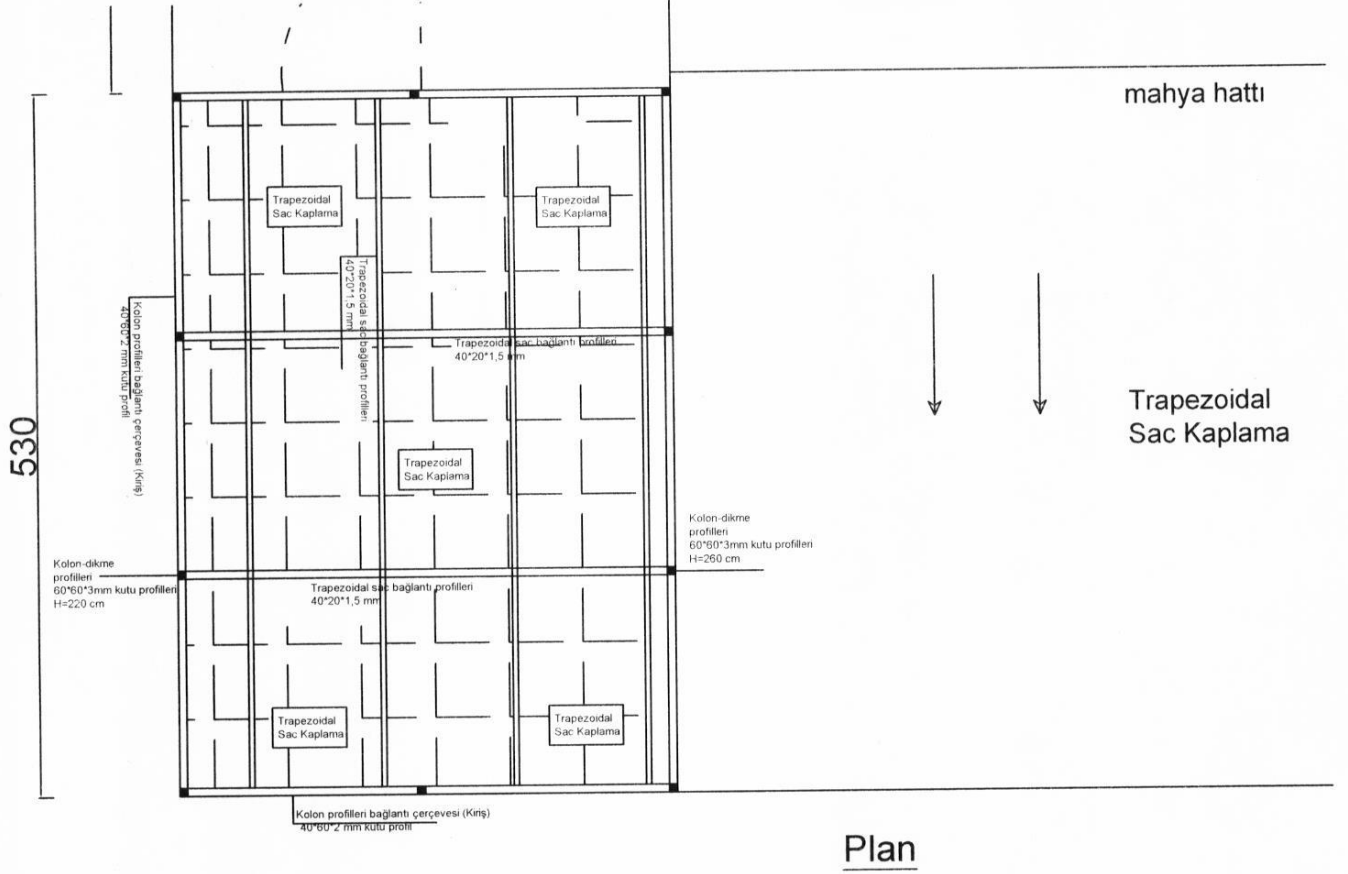 mahya hattı
Trapezoidal
Sac Kaplama
Trapezoidal
Sac Kaplama
Trapezoidal sac bağlantı profilleri
40*20*1,5 mm
Kolon profilleri bağlantı çerçevesi (Kiriş)
40*60*2 mm kutu profil
Trapezoidal sac bağlantı profilleri
40*20*1,5 mm
Trapezoidal
Sac Kaplama
530
Trapezoidal
Sac Kaplama
Kolon-dikme
profilleri
60*60*3mm kutu profilleri
H=260 cm
Kolon-dikme
profilleri
60*60*3mm kutu profilleri
H=220 cm
Trapezoidal sac bağlantı profilleri
40*20*1,5 mm
Trapezoidal
Sac Kaplama
Trapezoidal
Sac Kaplama
Kolon profilleri bağlantı çerçevesi (Kiriş)
40*60*2 mm kutu profil
Plan